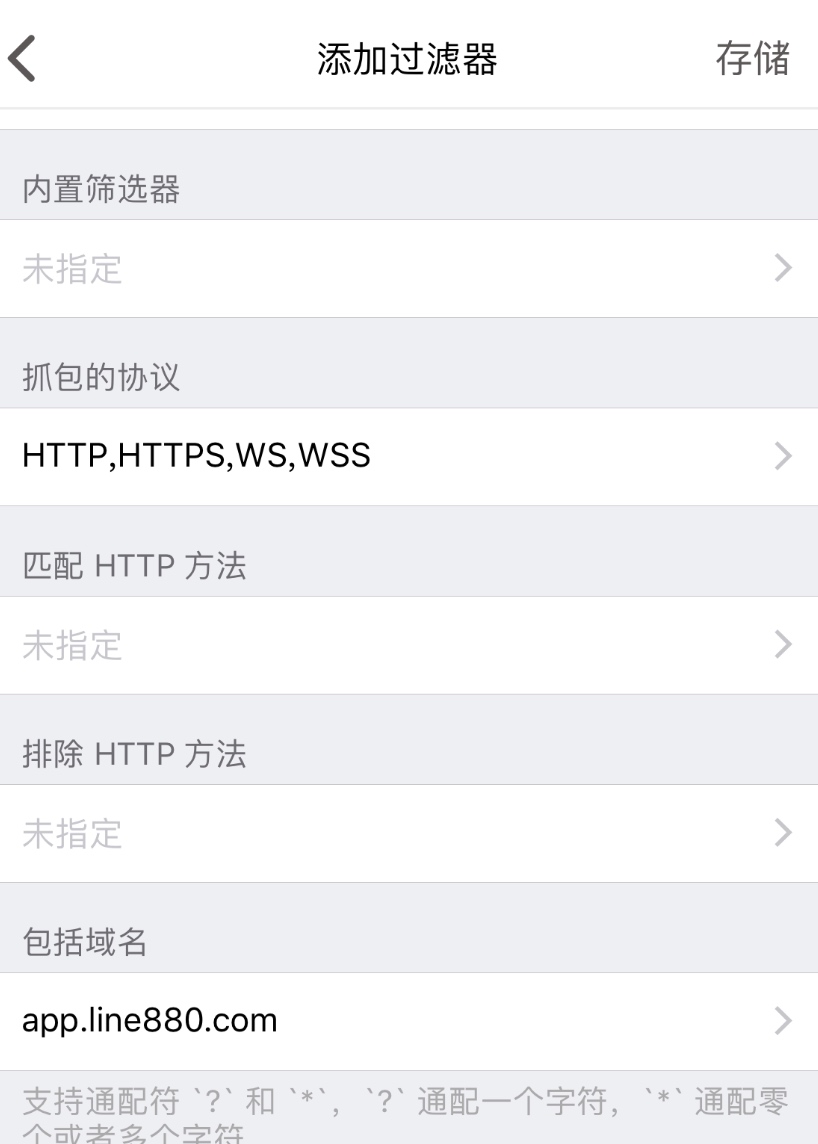 添加过滤器
存储
内置筛选器
未指定
抓包的协议
HTTP,HTTPS,WS,WSS
匹配 HTTP 方法
未指定
排除 HTTP 方法
未指定
包括域名
app.line880.com
支持通配符 `?` 和 `*`，`?` 通配一个字符，`*` 通配零
个或者多个字符